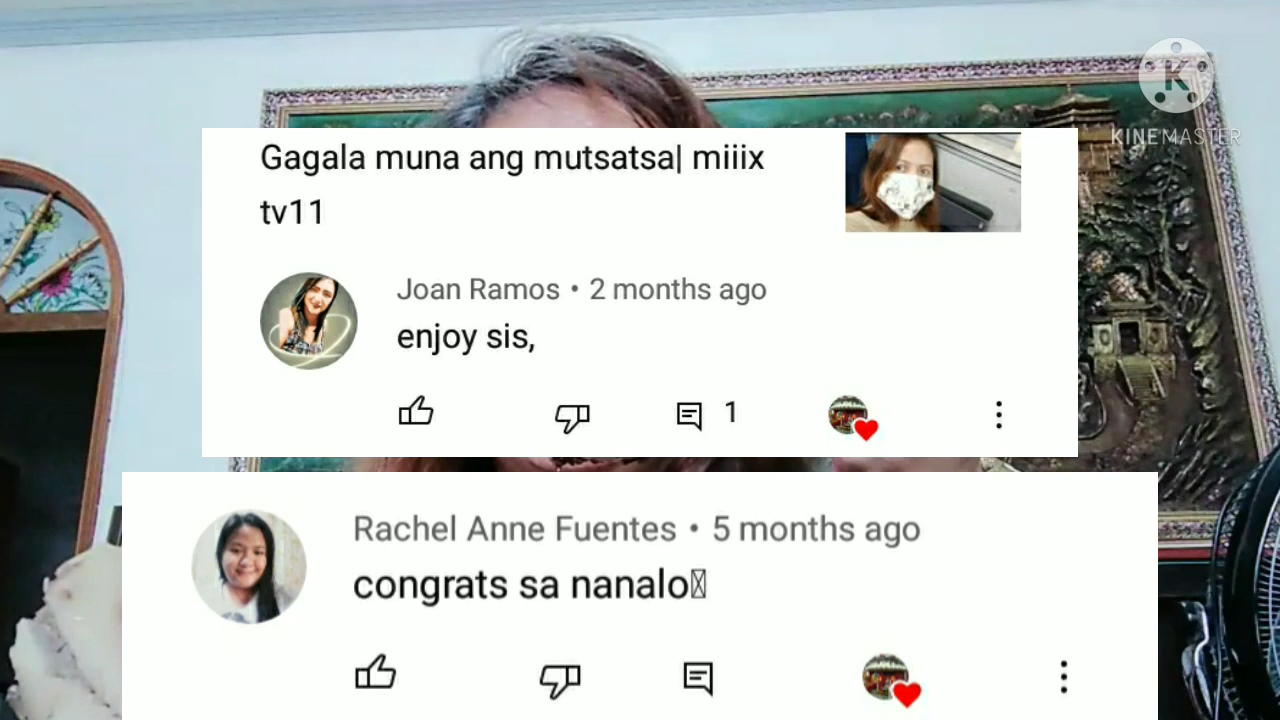 KINEMASTER
Gagala muna ang mutsatsa| miiix
tv11
Joan Ramos • 2 months ago
enjoy sis,
1
Rachel Anne Fuentes • 5 months ago
congrats sa nanalo